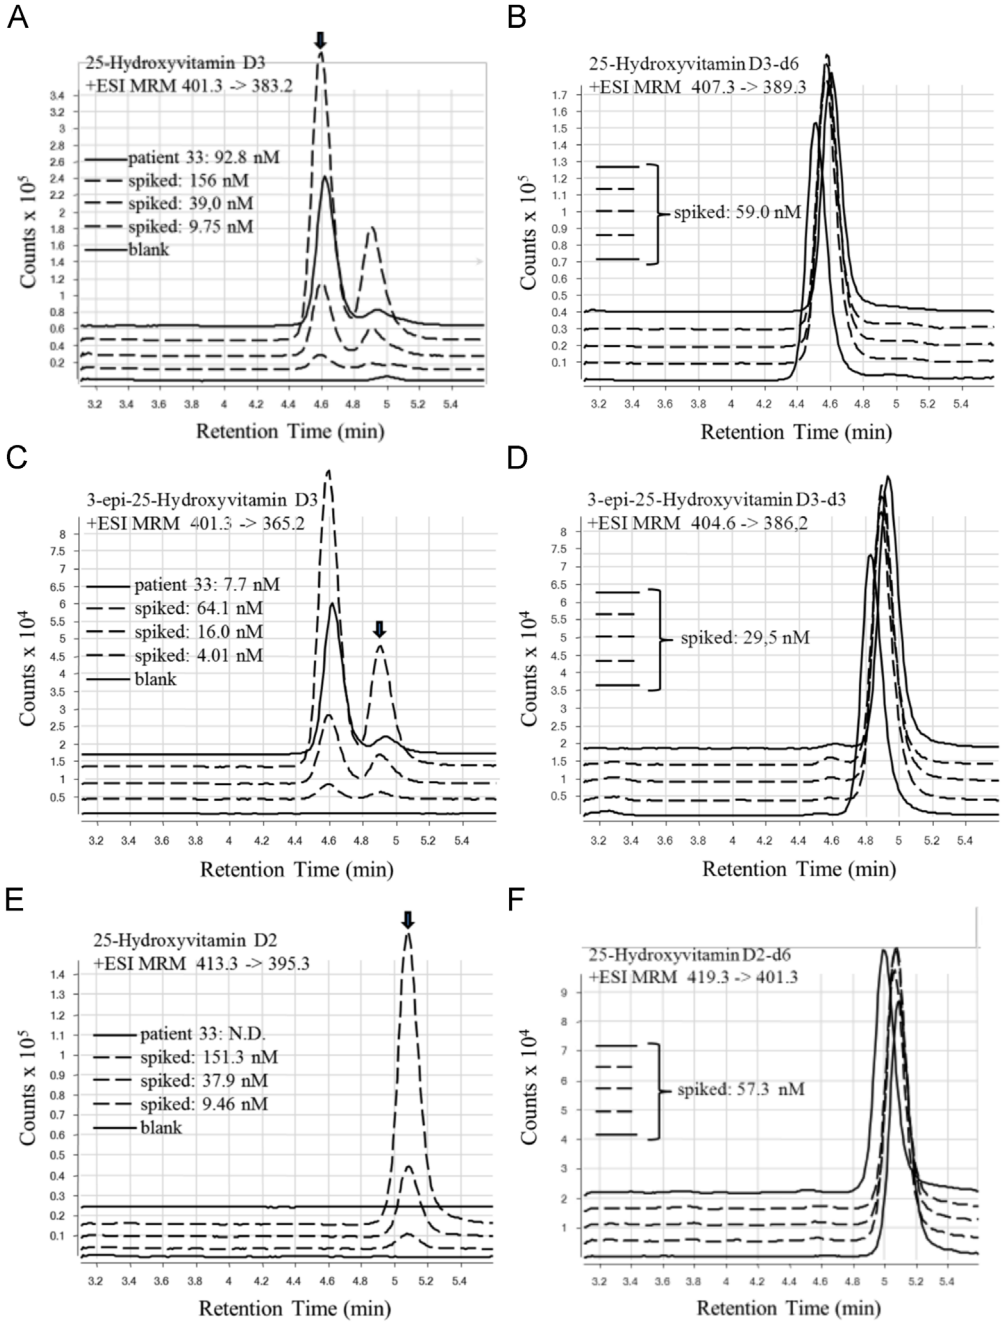 A
25-Hydroxyvitamin D3
+ESI MRM 401.3 -> 383.2
3.4
3.2
3
2.8
2.6
2.4
2.2
2
1.8
1.6
1.4
1.2
1
0.8
0.6
0.4
0.2
patient 33: 92.8 nM
spiked: 156 nM
spiked: 39,0 nM
spiked: 9.75 nM
blank
Counts x 10⁵
3.2 3.4 3.6 3.8 4 4.2 4.4 4.6 4.8 5 5.2 5.4
Retention Time (min)
B
25-Hydroxyvitamin D3-d6
+ESI MRM 407.3 -> 389.3
1.7
1.6
1.5
1.4
1.3
1.2
1.1
1
0.9
0.8
0.7
0.6
0.5
0.4
0.3
0.2
0.1
spiked: 59.0 nM
Counts x 10⁵
3.2 3.4 3.6 3.8 4 4.2 4.4 4.6 4.8 5 5.2 5.4
Retention Time (min)
C
3-epi-25-Hydroxyvitamin D3
+ESI MRM 401.3 -> 365.2
8
7.5
7
6.5
6
5.5
5
4.5
4
3.5
3
2.5
2
1.5
1
0.5
patient 33: 7.7 nM
spiked: 64.1 nM
spiked: 16.0 nM
spiked: 4.01 nM
blank
Counts x 10⁴
3.2 3.4 3.6 3.8 4 4.2 4.4 4.6 4.8 5 5.2 5.4
Retention Time (min)
D
3-epi-25-Hydroxyvitamin D3-d3
+ESI MRM 404.6 -> 386,2
8
7.5
7
6.5
6
5.5
5
4.5
4
3.5
3
2.5
2
1.5
1
0.5
spiked: 29,5 nM
Counts x 10⁴
3.2 3.4 3.6 3.8 4 4.2 4.4 4.6 4.8 5 5.2 5.4
Retention Time (min)
E
25-Hydroxyvitamin D2
+ESI MRM 413.3 -> 395.3
1.4
1.3
1.2
1.1
1
0.9
0.8
0.7
0.6
0.5
0.4
0.3
0.2
0.1
patient 33: N.D.
spiked: 151.3 nM
spiked: 37.9 nM
spiked: 9.46 nM
blank
Counts x 10⁵
3.2 3.4 3.6 3.8 4 4.2 4.4 4.6 4.8 5 5.2 5.4
Retention Time (min)
F
25-Hydroxyvitamin D2-d6
+ESI MRM 419.3 -> 401.3
9
8
7
6
5
4
3
2
1
spiked: 57.3 nM
Counts x 10⁴
3.2 3.4 3.6 3.8 4 4.2 4.4 4.6 4.8 5 5.2 5.4
Retention Time (min)